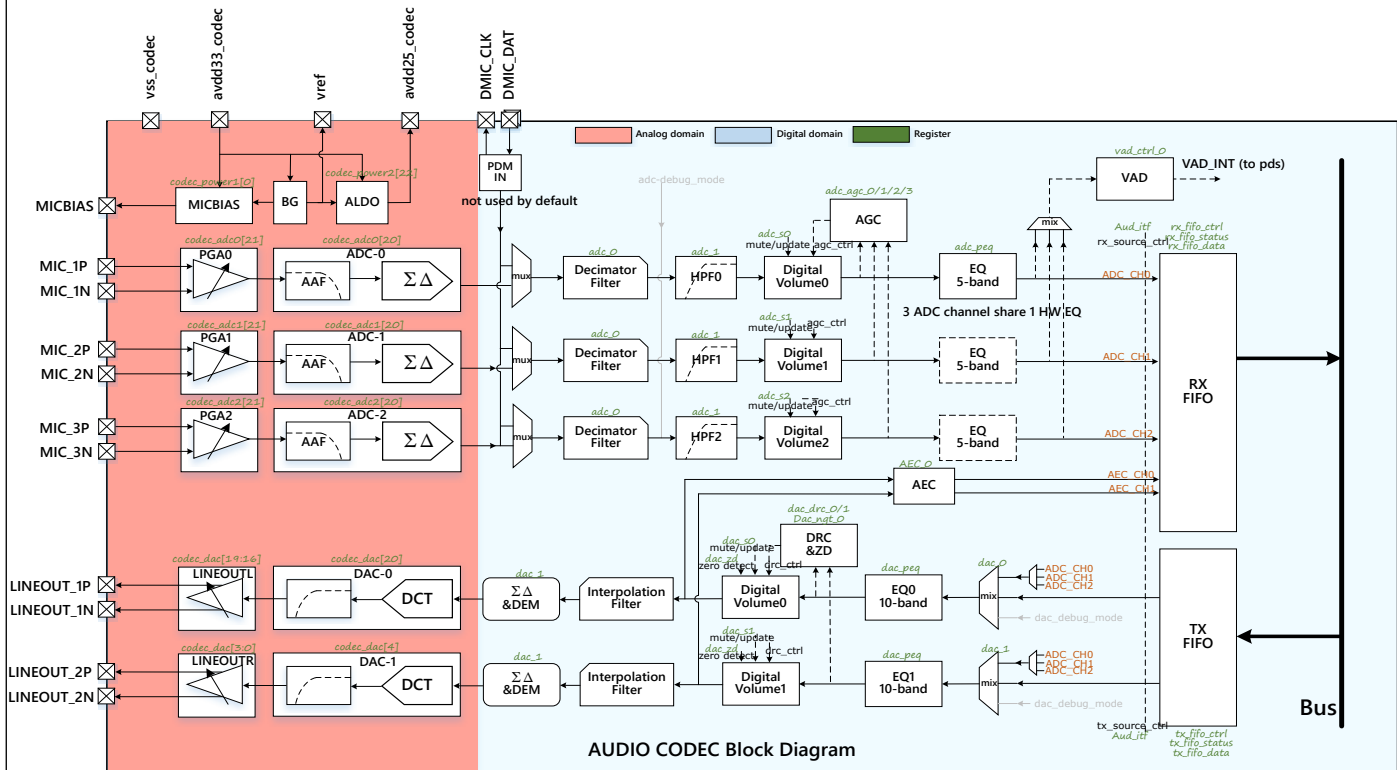 vss_codec
avdd33_codec
vref
avdd25_codec
DMIC_CLK
DMIC_DAT
Analog domain
Digital domain
Register
PDM
IN
not used by default
adc-debug_mode
vad_ctrl_0
VAD
VAD_INT (to pds)
codec_power1[0]
codec_power2[22]
MICBIAS
MICBIAS
BG
ALDO
adc_agc_0/1/2/3
AGC
mix
Aud_itf
rx_source_ctrl
rx_fifo_ctrl
rx_fifo_status
rx_fifo_data
MIC_1P
MIC_1N
codec_adc0[21]
PGA0
codec_adc0[20]
ADC-0
AAF
ΣΔ
mux
adc_0
Decimator
Filter
adc_1
HPF0
adc_s0
mute/update
agc_ctrl
Digital
Volume0
adc_peq
EQ
5-band
ADC_CH0
3 ADC channel share 1 HW EQ
MIC_2P
MIC_2N
codec_adc1[21]
PGA1
codec_adc1[20]
ADC-1
AAF
ΣΔ
mux
adc_0
Decimator
Filter
adc_1
HPF1
adc_s1
mute/update
agc_ctrl
Digital
Volume1
EQ
5-band
ADC_CH1
RX
FIFO
MIC_3P
MIC_3N
codec_adc2[21]
PGA2
codec_adc2[20]
ADC-2
AAF
ΣΔ
mux
adc_0
Decimator
Filter
adc_1
HPF2
adc_s2
mute/update
agc_ctrl
Digital
Volume2
EQ
5-band
ADC_CH2
AEC_0
AEC
AEC_CH0
AEC_CH1
dac_drc_0/1
Dac_ngt_0
DRC
&ZD
LINEOUT_1P
LINEOUT_1N
codec_dac[19:16]
LINEOUTL
codec_dac[20]
DAC-0
DCT
dac_1
ΣΔ
&DEM
Interpolation
Filter
dac_s0
mute/update
dac_zd
zero detect
drc_ctrl
Digital
Volume0
dac_peq
EQ0
10-band
dac_0
mix
ADC_CH0
ADC_CH1
ADC_CH2
dac_debug_mode
TX
FIFO
LINEOUT_2P
LINEOUT_2N
codec_dac[3:0]
LINEOUTR
codec_dac[4]
DAC-1
DCT
dac_1
ΣΔ
&DEM
Interpolation
Filter
dac_s1
mute/update
dac_zd
zero detect
drc_ctrl
Digital
Volume1
dac_peq
EQ1
10-band
dac_1
mix
ADC_CH0
ADC_CH1
ADC_CH2
dac_debug_mode
Bus
tx_source_ctrl
Aud_itf
tx_fifo_ctrl
tx_fifo_status
tx_fifo_data
AUDIO CODEC Block Diagram